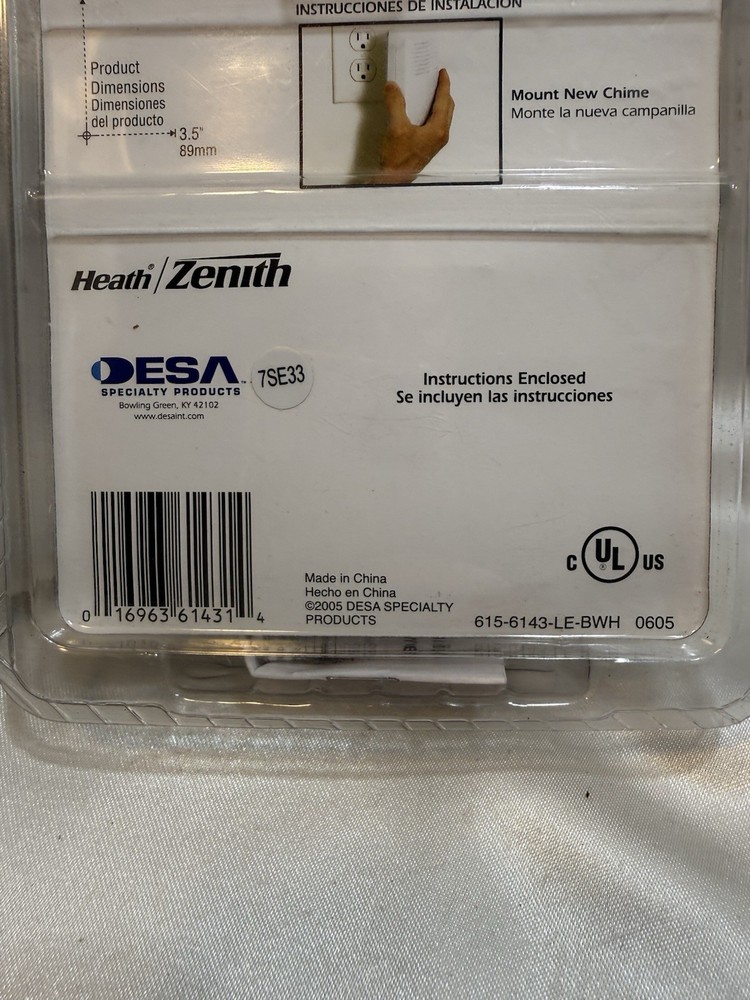 INSTRUCCIONES DE INSTALACIÓN
Product
Dimensions
Dimensiones
del producto
3.5"
89mm
Mount New Chime
Monte la nueva campanilla
Heath®/Zenith
DESA™
SPECIALTY PRODUCTS
Bowling Green, KY 42102
www.desaint.com
7SE33
Instructions Enclosed
Se incluyen las instrucciones
0 16963 61431 4
Made in China
Hecho en China
©2005 DESA SPECIALTY
PRODUCTS
C UL® US
615-6143-LE-BWH 0605